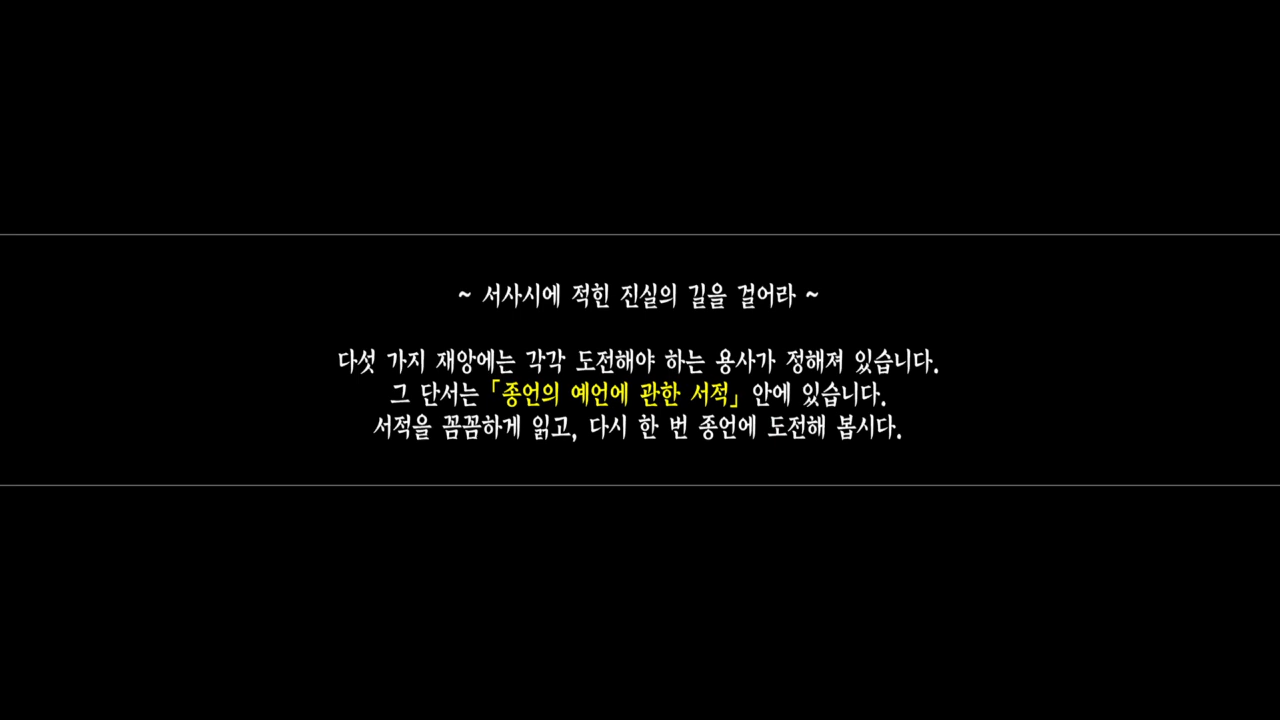 ~ 서사시에 적힌 진실의 길을 걸어라 ~
다섯 가지 재앙에는 각각 도전해야 하는 용사가 정해져 있습니다.
그 단서는 「종언의 예언에 관한 서적」 안에 있습니다.
서적을 꼼꼼하게 읽고, 다시 한 번 종언에 도전해 봅시다.